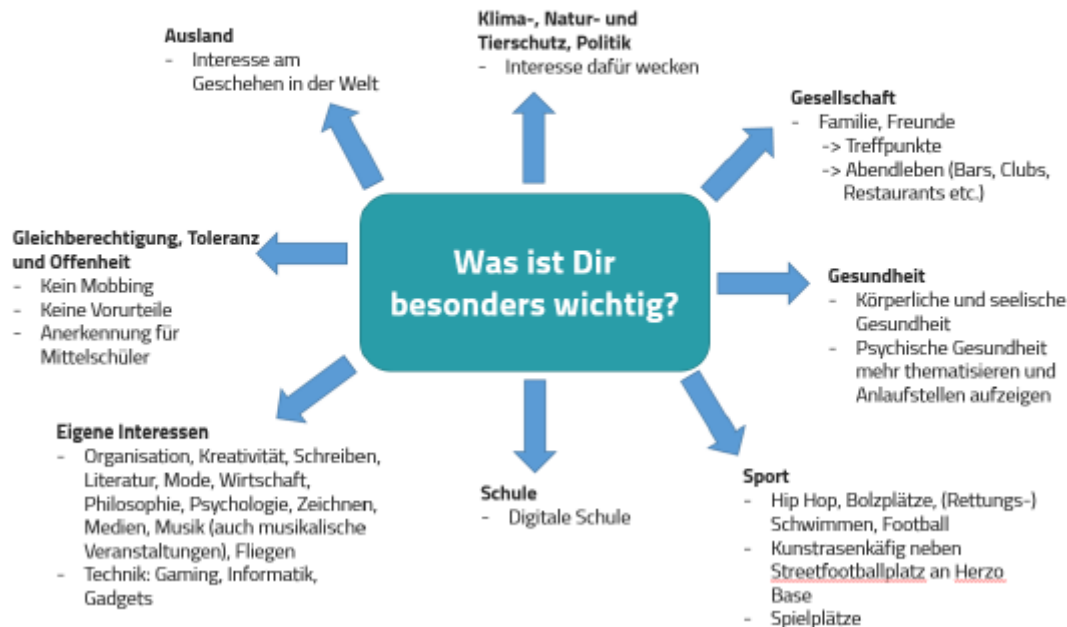 Ausland
- Interesse am
Geschehen in der Welt
Klima-, Natur- und
Tierschutz, Politik
- Interesse dafür wecken
Gesellschaft
- Familie, Freunde
-> Treffpunkte
-> Abendleben (Bars, Clubs,
Restaurants etc.)
Gleichberechtigung, Toleranz
und Offenheit
- Kein Mobbing
- Keine Vorurteile
- Anerkennung für
Mittelschüler
Was ist Dir
besonders wichtig?
Gesundheit
- Körperliche und seelische
Gesundheit
- Psychische Gesundheit
mehr thematisieren und
Anlaufstellen aufzeigen
Eigene Interessen
- Organisation, Kreativität, Schreiben,
Literatur, Mode, Wirtschaft,
Philosophie, Psychologie, Zeichnen,
Medien, Musik (auch musikalische
Veranstaltungen), Fliegen
- Technik: Gaming, Informatik,
Gadgets
Schule
- Digitale Schule
Sport
- Hip Hop, Bolzplätze, (Rettungs-)
Schwimmen, Football
- Kunstrasenkäfig neben
Streetfootballplatz an Herzo
Base
- Spielplätze